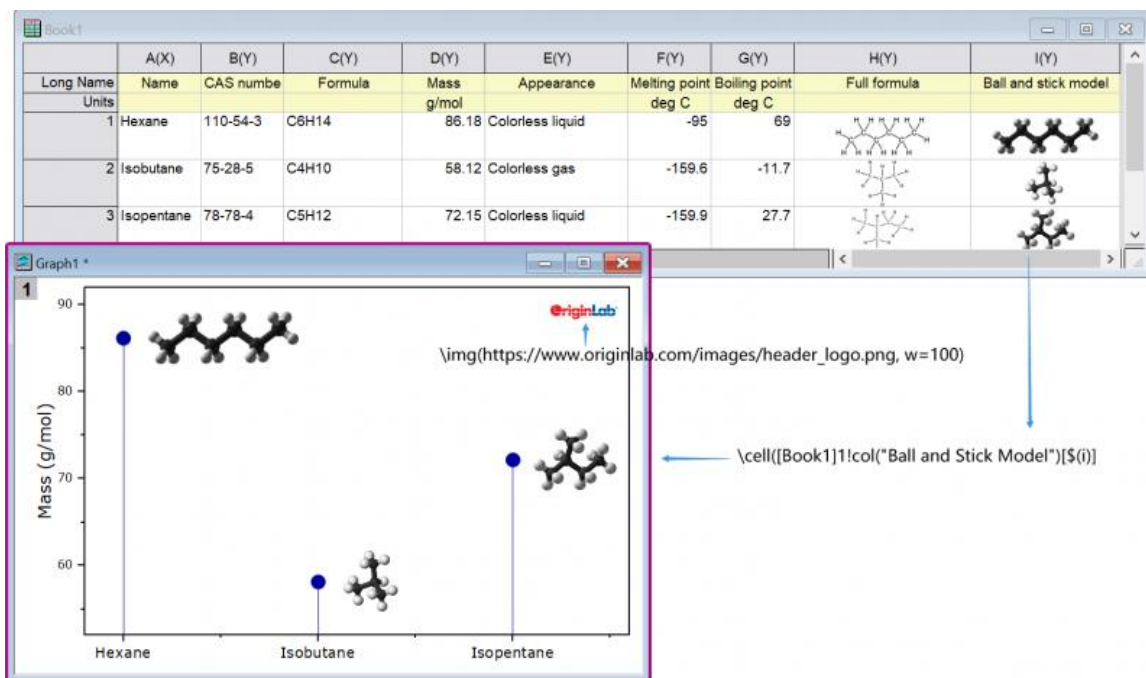 Book1
A(X) B(Y) C(Y) D(Y) E(Y) F(Y) G(Y) H(Y) I(Y)
Long Name Name CAS numbe Formula Mass Appearance Melting point Boiling point Full formula Ball and stick model
Units g/mol deg C deg C
1 Hexane 110-54-3 C6H14 86.18 Colorless liquid -95 69
2 Isobutane 75-28-5 C4H10 58.12 Colorless gas -159.6 -11.7
3 Isopentane 78-78-4 C5H12 72.15 Colorless liquid -159.9 27.7
Graph1 *
1
90
OriginLab
\img(https://www.originlab.com/images/header_logo.png, w=100)
80
Mass (g/mol)
\cell([Book1]1!col("Ball and Stick Model")[$(i)]
70
60
Hexane Isobutane Isopentane